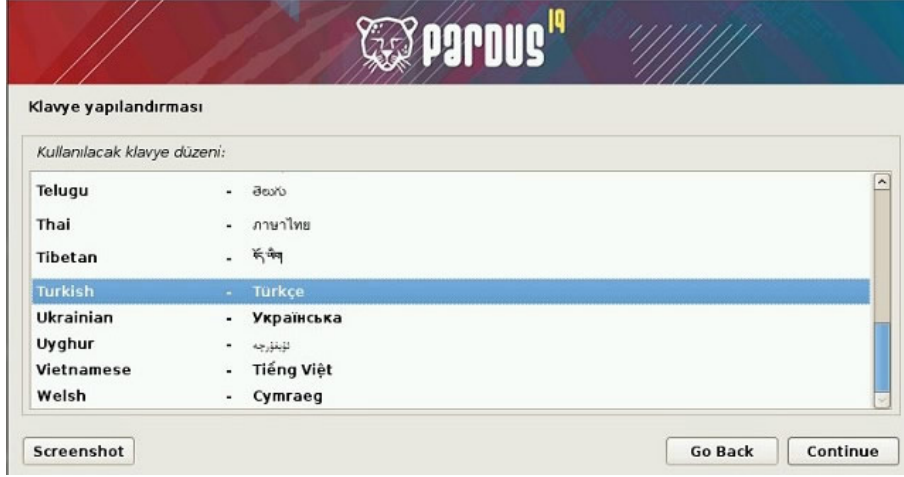 pardus 19
Klavye yapılandırması
Kullanılacak klavye düzeni:
Telugu - తెలుగు
Thai - ภาษาไทย
Tibetan - བོད་ཡིག
Turkish - Türkçe
Ukrainian - Українська
Uyghur - ئۇيغۇرچە
Vietnamese - Tiếng Việt
Welsh - Cymraeg
Screenshot Go Back Continue